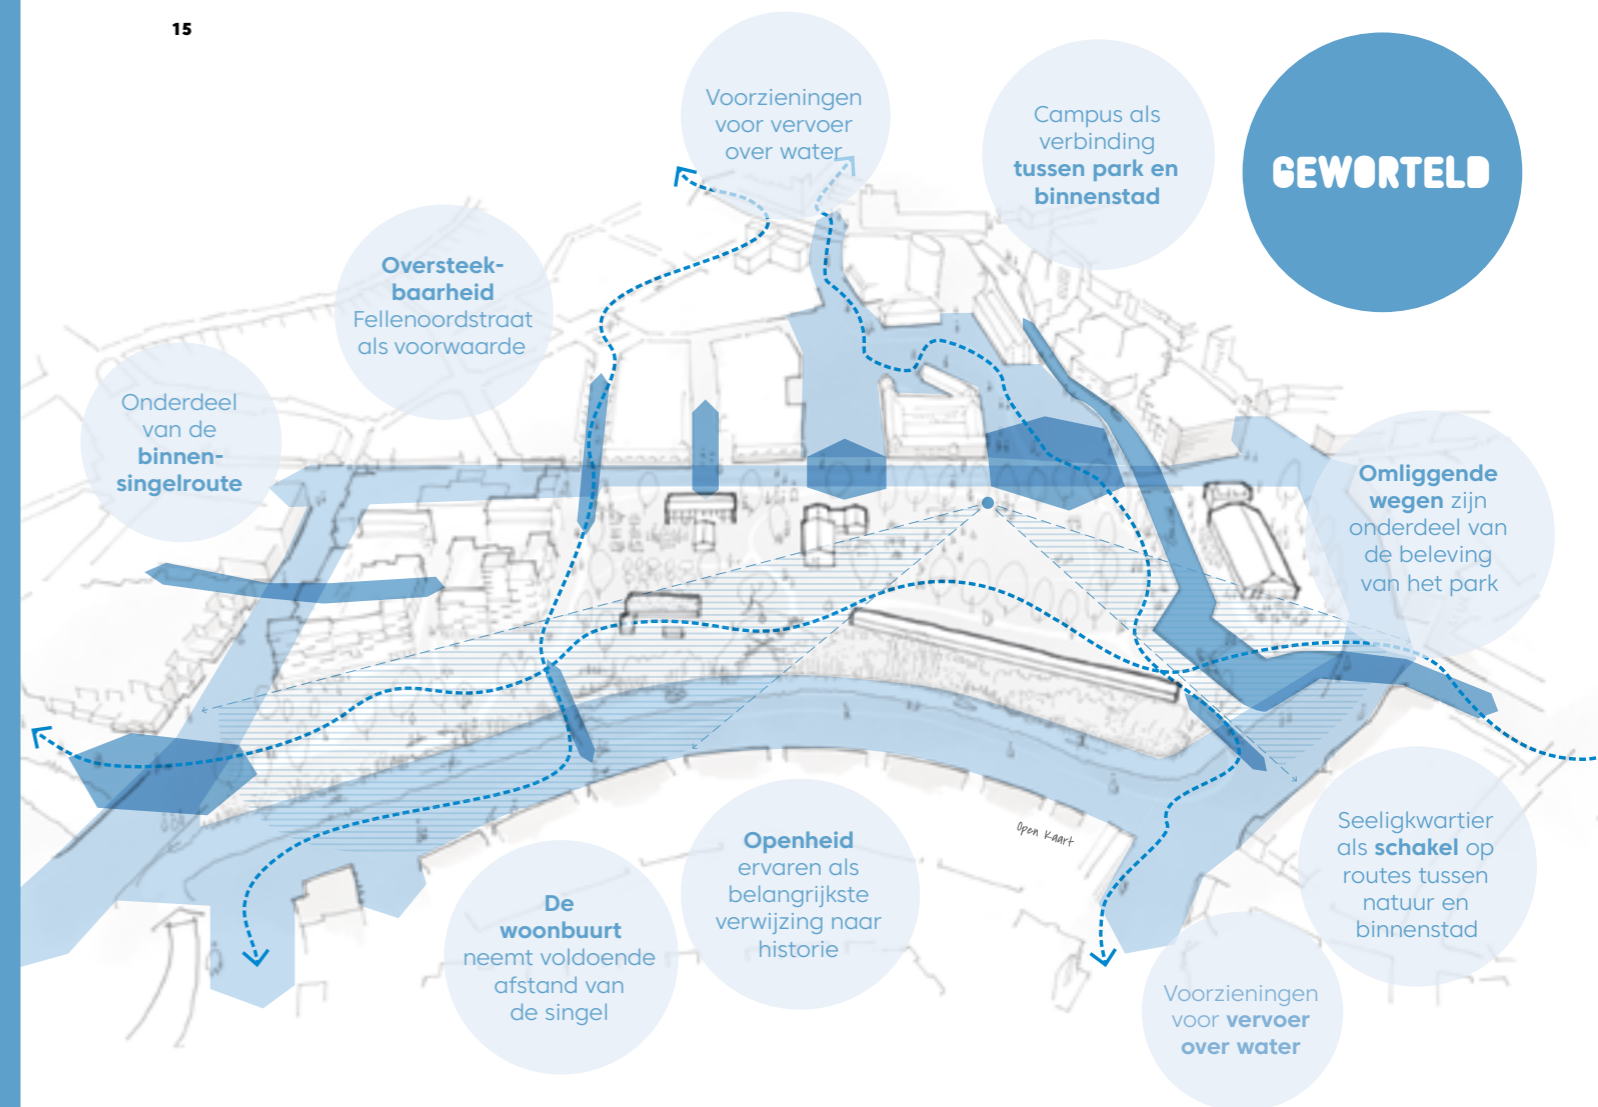 15
Voorzieningen
voor vervoer
over water
Campus als
verbinding
tussen park en
binnenstad
GEWORTELD
Oversteek-
baarheid
Fellenoordstraat
als voorwaarde
Onderdeel
van de
binnen-
singelroute
Omliggende
wegen zijn
onderdeel van
de beleving
van het park
Open Kaart
Seeligkwartier
als schakel op
routes tussen
natuur en
binnenstad
Openheid
ervaren als
belangrijkste
verwijzing naar
historie
De
woonbuurt
neemt voldoende
afstand van
de singel
Voorzieningen
voor vervoer
over water